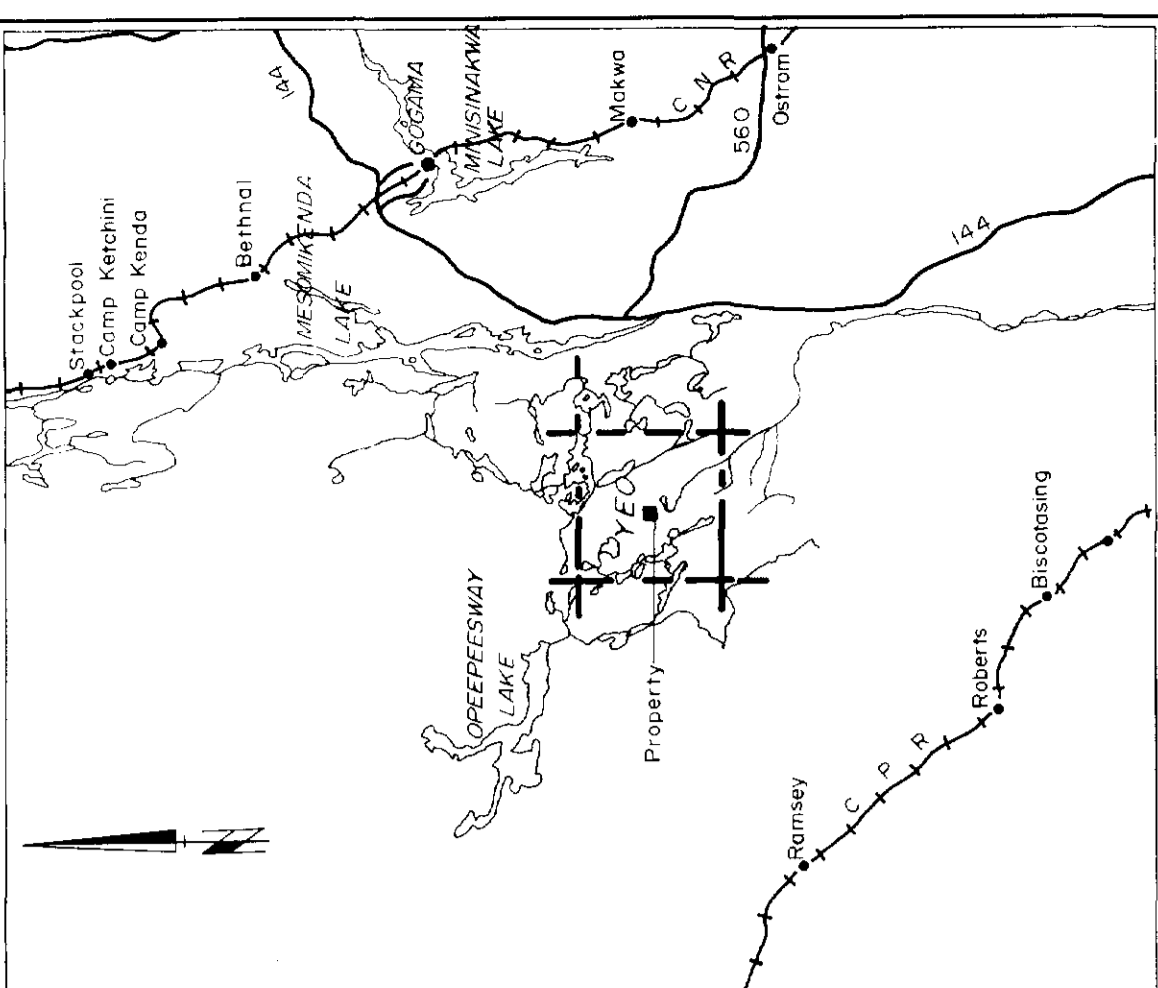 144
GOGAMA
MINISINAKWA
LAKE
Makwa
C N R
560
Ostrom
Stackpool
Camp Ketchini
Camp Kenda
Bethnal
MESOMIKENDA
LAKE
144
OPEEPEESWAY
LAKE
YEO
Property
Biscotasing
Roberts
C P R
Ramsey
N